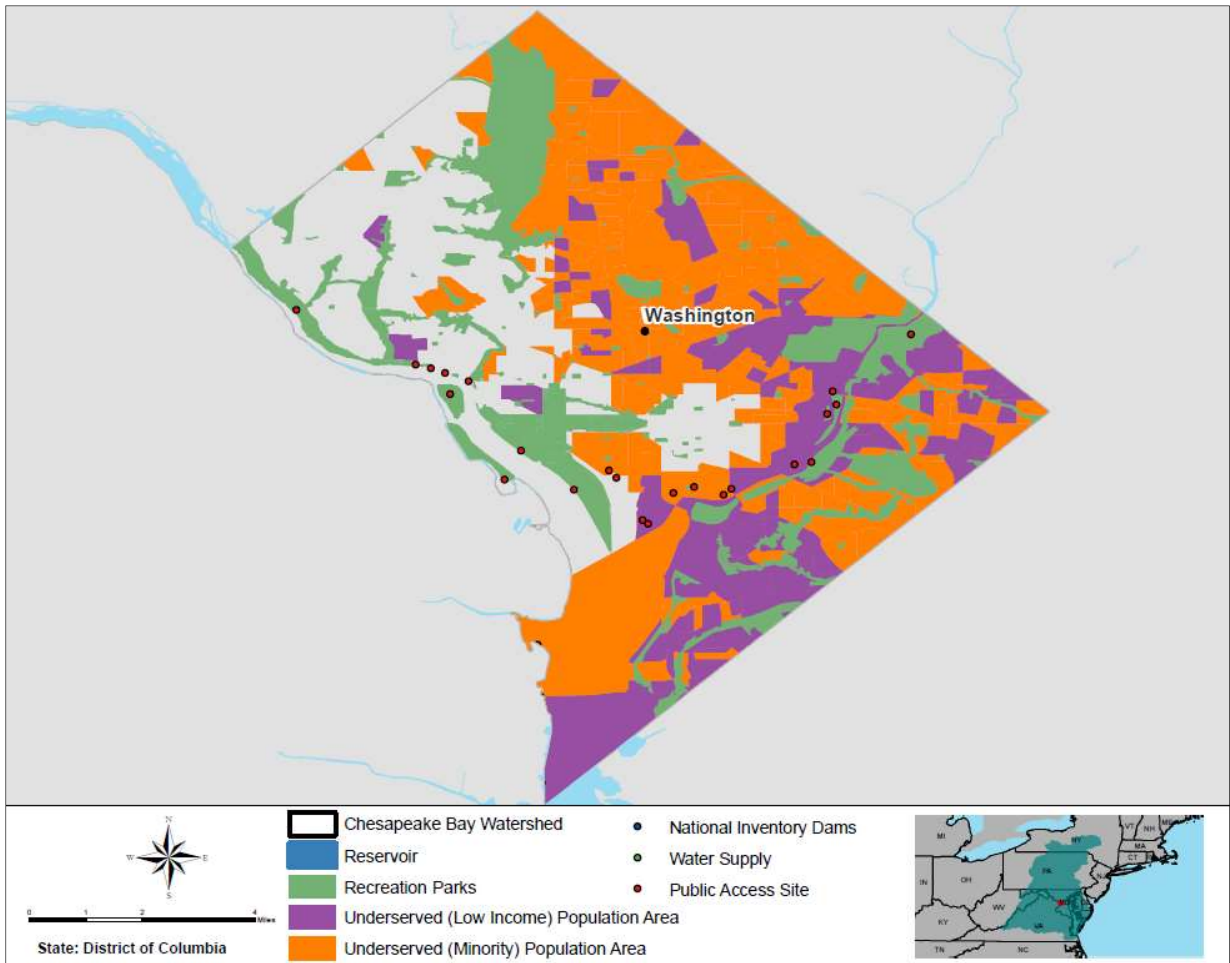 Washington
N
W
E
S
0
1
2
4
Miles
State: District of Columbia
Chesapeake Bay Watershed
Reservoir
Recreation Parks
Underserved (Low Income) Population Area
Underserved (Minority) Population Area
National Inventory Dams
Water Supply
Public Access Site
MI
NY
VT
NH
ME
MA
CT
PA
NJ
IN
OH
WV
KY
VA
TN
NC